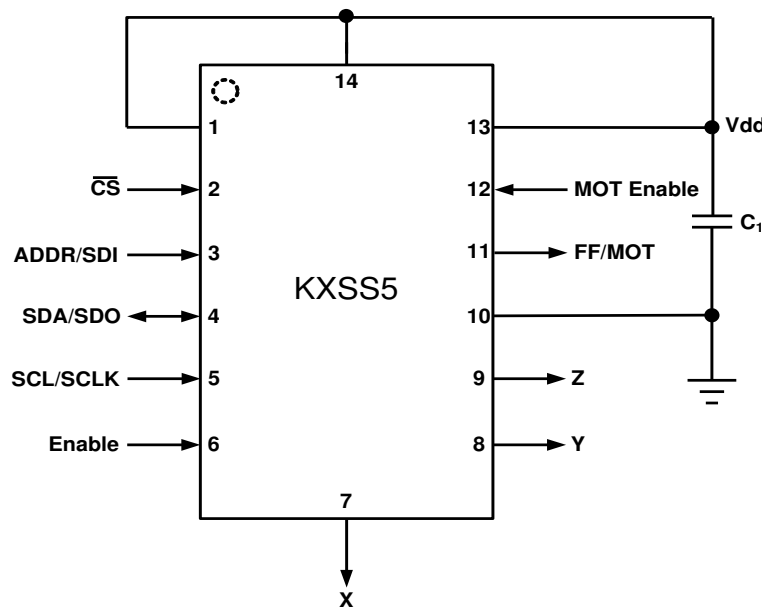 14
1
13
Vdd
C̅S̅
2
12
MOT Enable
C1
ADDR/SDI
3
11
FF/MOT
KXSS5
SDA/SDO
4
10
SCL/SCLK
5
9
Z
Enable
6
8
Y
7
X